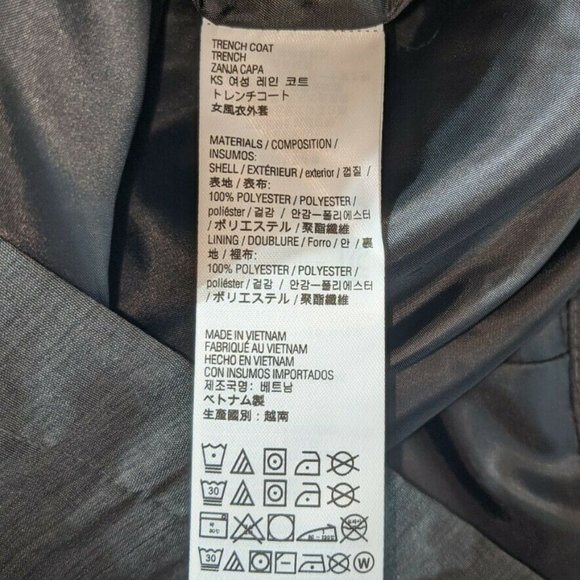 TRENCH COAT
TRENCH
ZANJA CAPA
KS 여성 레인 코트
トレンチコート
女風衣外套
MATERIALS / COMPOSITION /
INSUMOS:
SHELL / EXTÉRIEUR / exterior / 겉질 /
表地 / 表布:
100% POLYESTER / POLYESTER /
poliéster / 겉감 / 안감ー폴리에스터
/ ポリエステル / 聚酯纖維
LINING / DOUBLURE / Forro / 안 / 裏
地 / 裡布:
100% POLYESTER / POLYESTER /
poliéster / 겉감 / 안감ー폴리에스터
/ ポリエステル / 聚酯纖維
MADE IN VIETNAM
FABRIQUÉ AU VIETNAM
HECHO EN VIETNAM
CON INSUMOS IMPORTADOS
제조국명: 베트남
ベトナム製
生產國別：越南
30
30 W